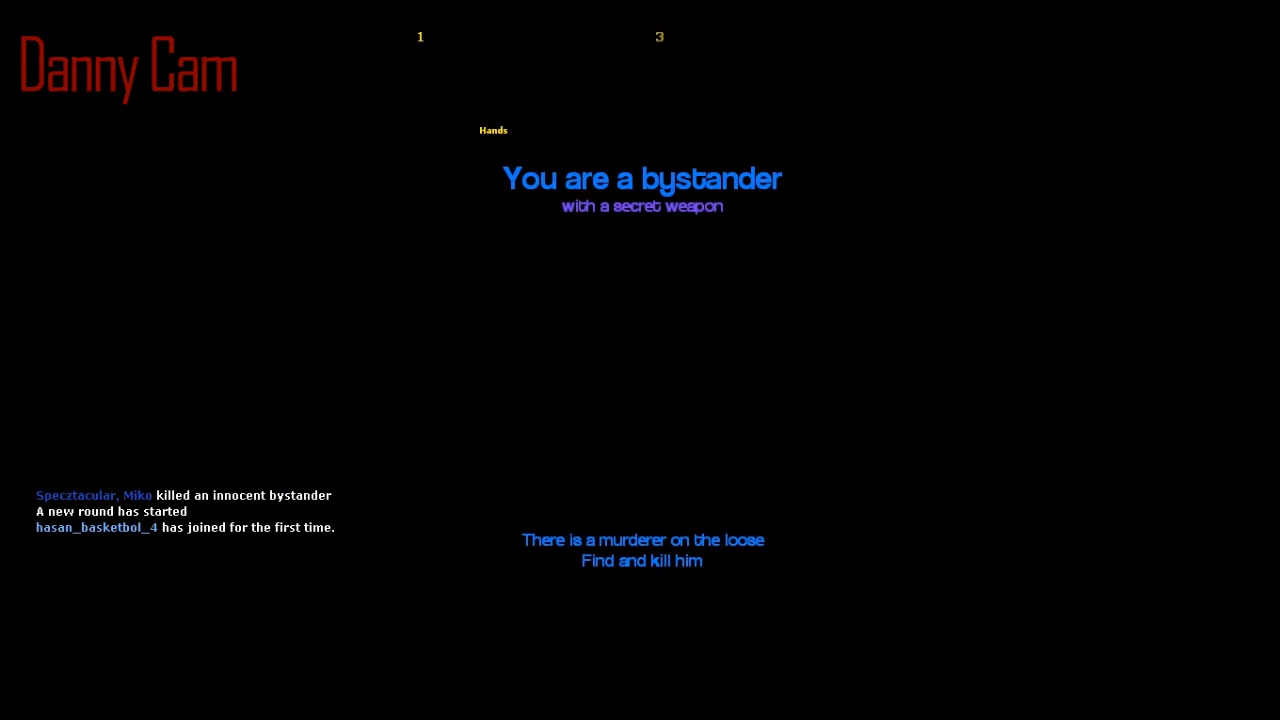 Danny Cam
1 3
Hands
You are a bystander
with a secret weapon
Specztacular, Miko killed an innocent bystander
A new round has started
hasan_basketbol_4 has joined for the first time.
There is a murderer on the loose
Find and kill him